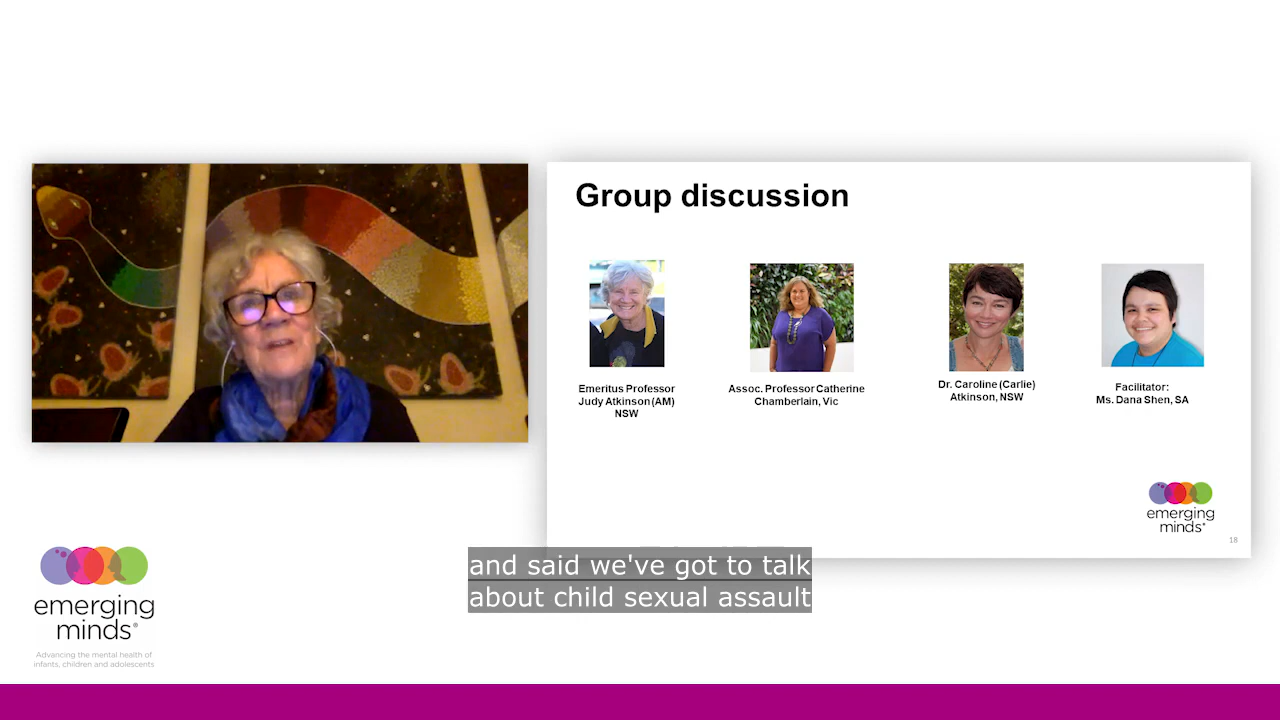 Group discussion
Emeritus Professor
Judy Atkinson (AM)
NSW
Assoc. Professor Catherine
Chamberlain, Vic
Dr. Caroline (Carlie)
Atkinson, NSW
Facilitator:
Ms. Dana Shen, SA
emerging
minds®
18
and said we've got to talk
about child sexual assault
emerging
minds®
Advancing the mental health of
infants, children and adolescents